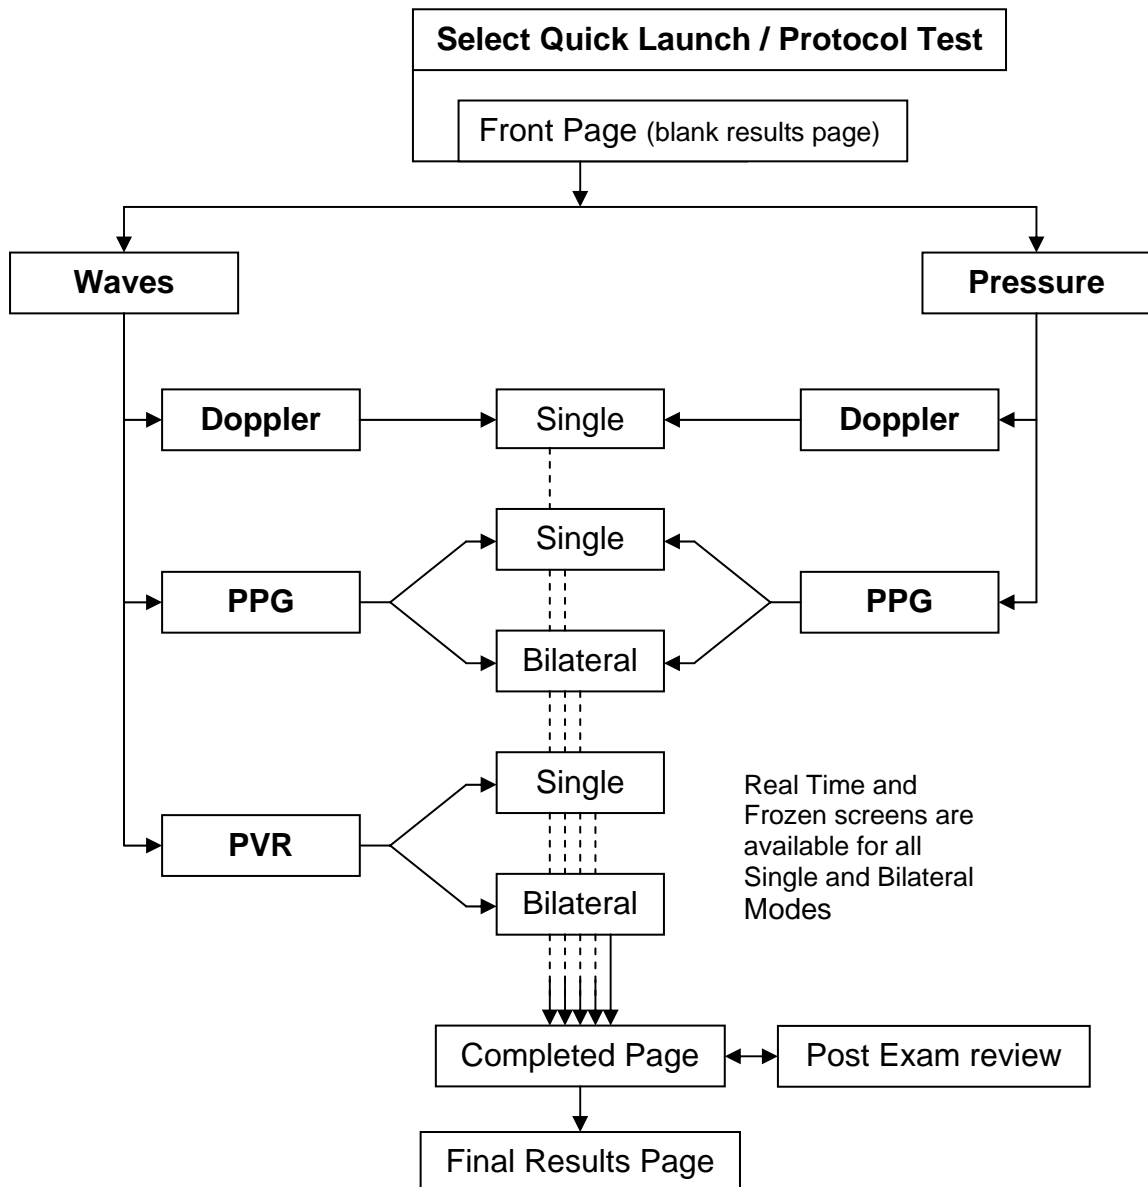 Select Quick Launch / Protocol Test
Front Page (blank results page)
Waves
Pressure
Doppler
Single
Doppler
Single
PPG
PPG
Bilateral
Single
Real Time and
Frozen screens are
available for all
Single and Bilateral
Modes
PVR
Bilateral
Completed Page
Post Exam review
Final Results Page